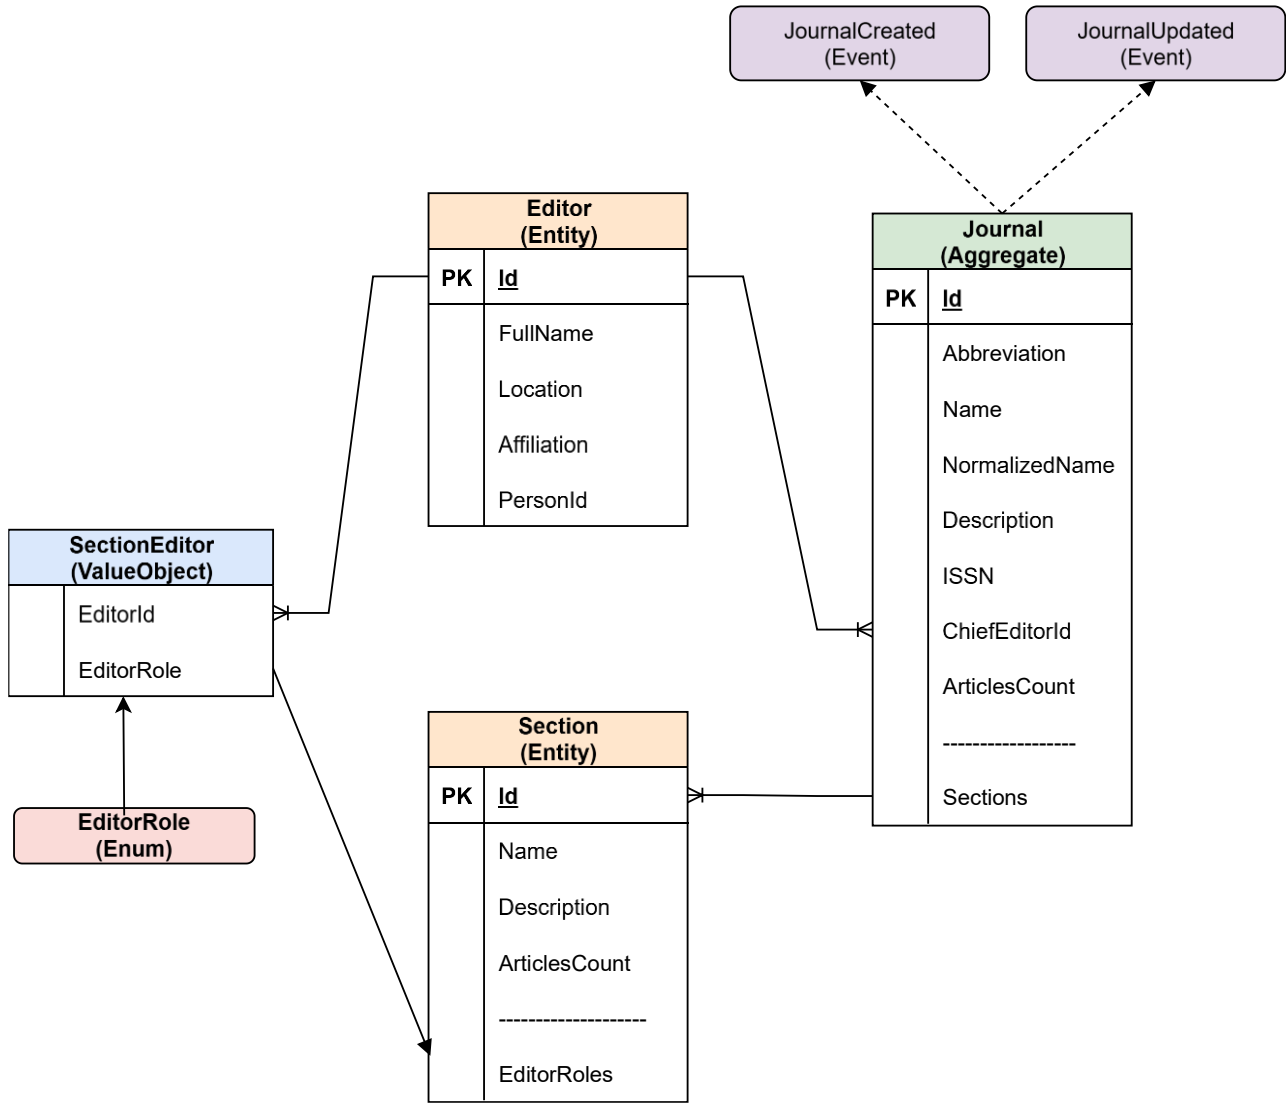 JournalCreated
(Event)
JournalUpdated
(Event)
Editor
(Entity)
PK Id
FullName
Location
Affiliation
PersonId
Journal
(Aggregate)
PK Id
Abbreviation
Name
NormalizedName
Description
ISSN
ChiefEditorId
ArticlesCount
------------------
Sections
SectionEditor
(ValueObject)
EditorId
EditorRole
EditorRole
(Enum)
Section
(Entity)
PK Id
Name
Description
ArticlesCount
--------------------
EditorRoles